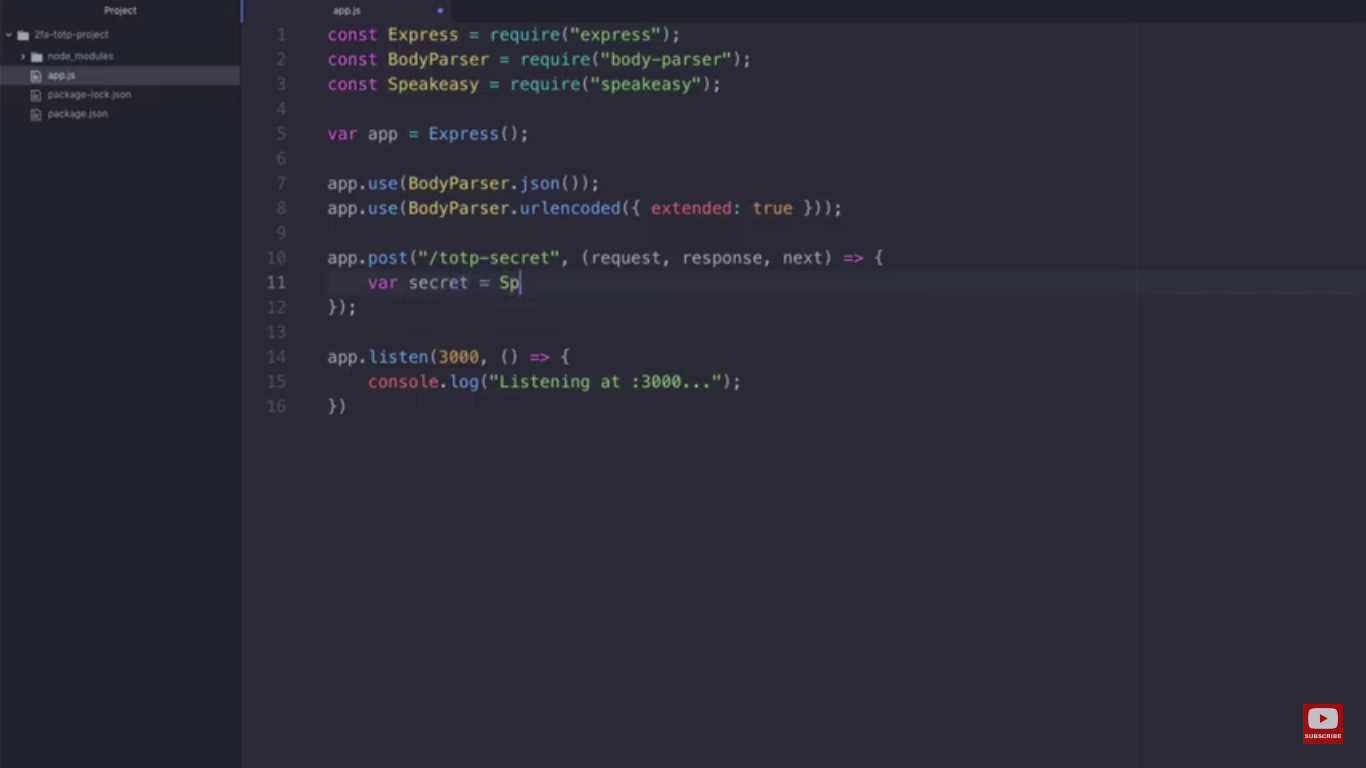 Project
2fa-totp-project
node_modules
app.js
package-lock.json
package.json
app.js
1 const Express = require("express");
2 const BodyParser = require("body-parser");
3 const Speakeasy = require("speakeasy");
4
5 var app = Express();
6
7 app.use(BodyParser.json());
8 app.use(BodyParser.urlencoded({ extended: true }));
9
10 app.post("/totp-secret", (request, response, next) => {
11 var secret = Sp
12 });
13
14 app.listen(3000, () => {
15 console.log("Listening at :3000...");
16 })
SUBSCRIBE